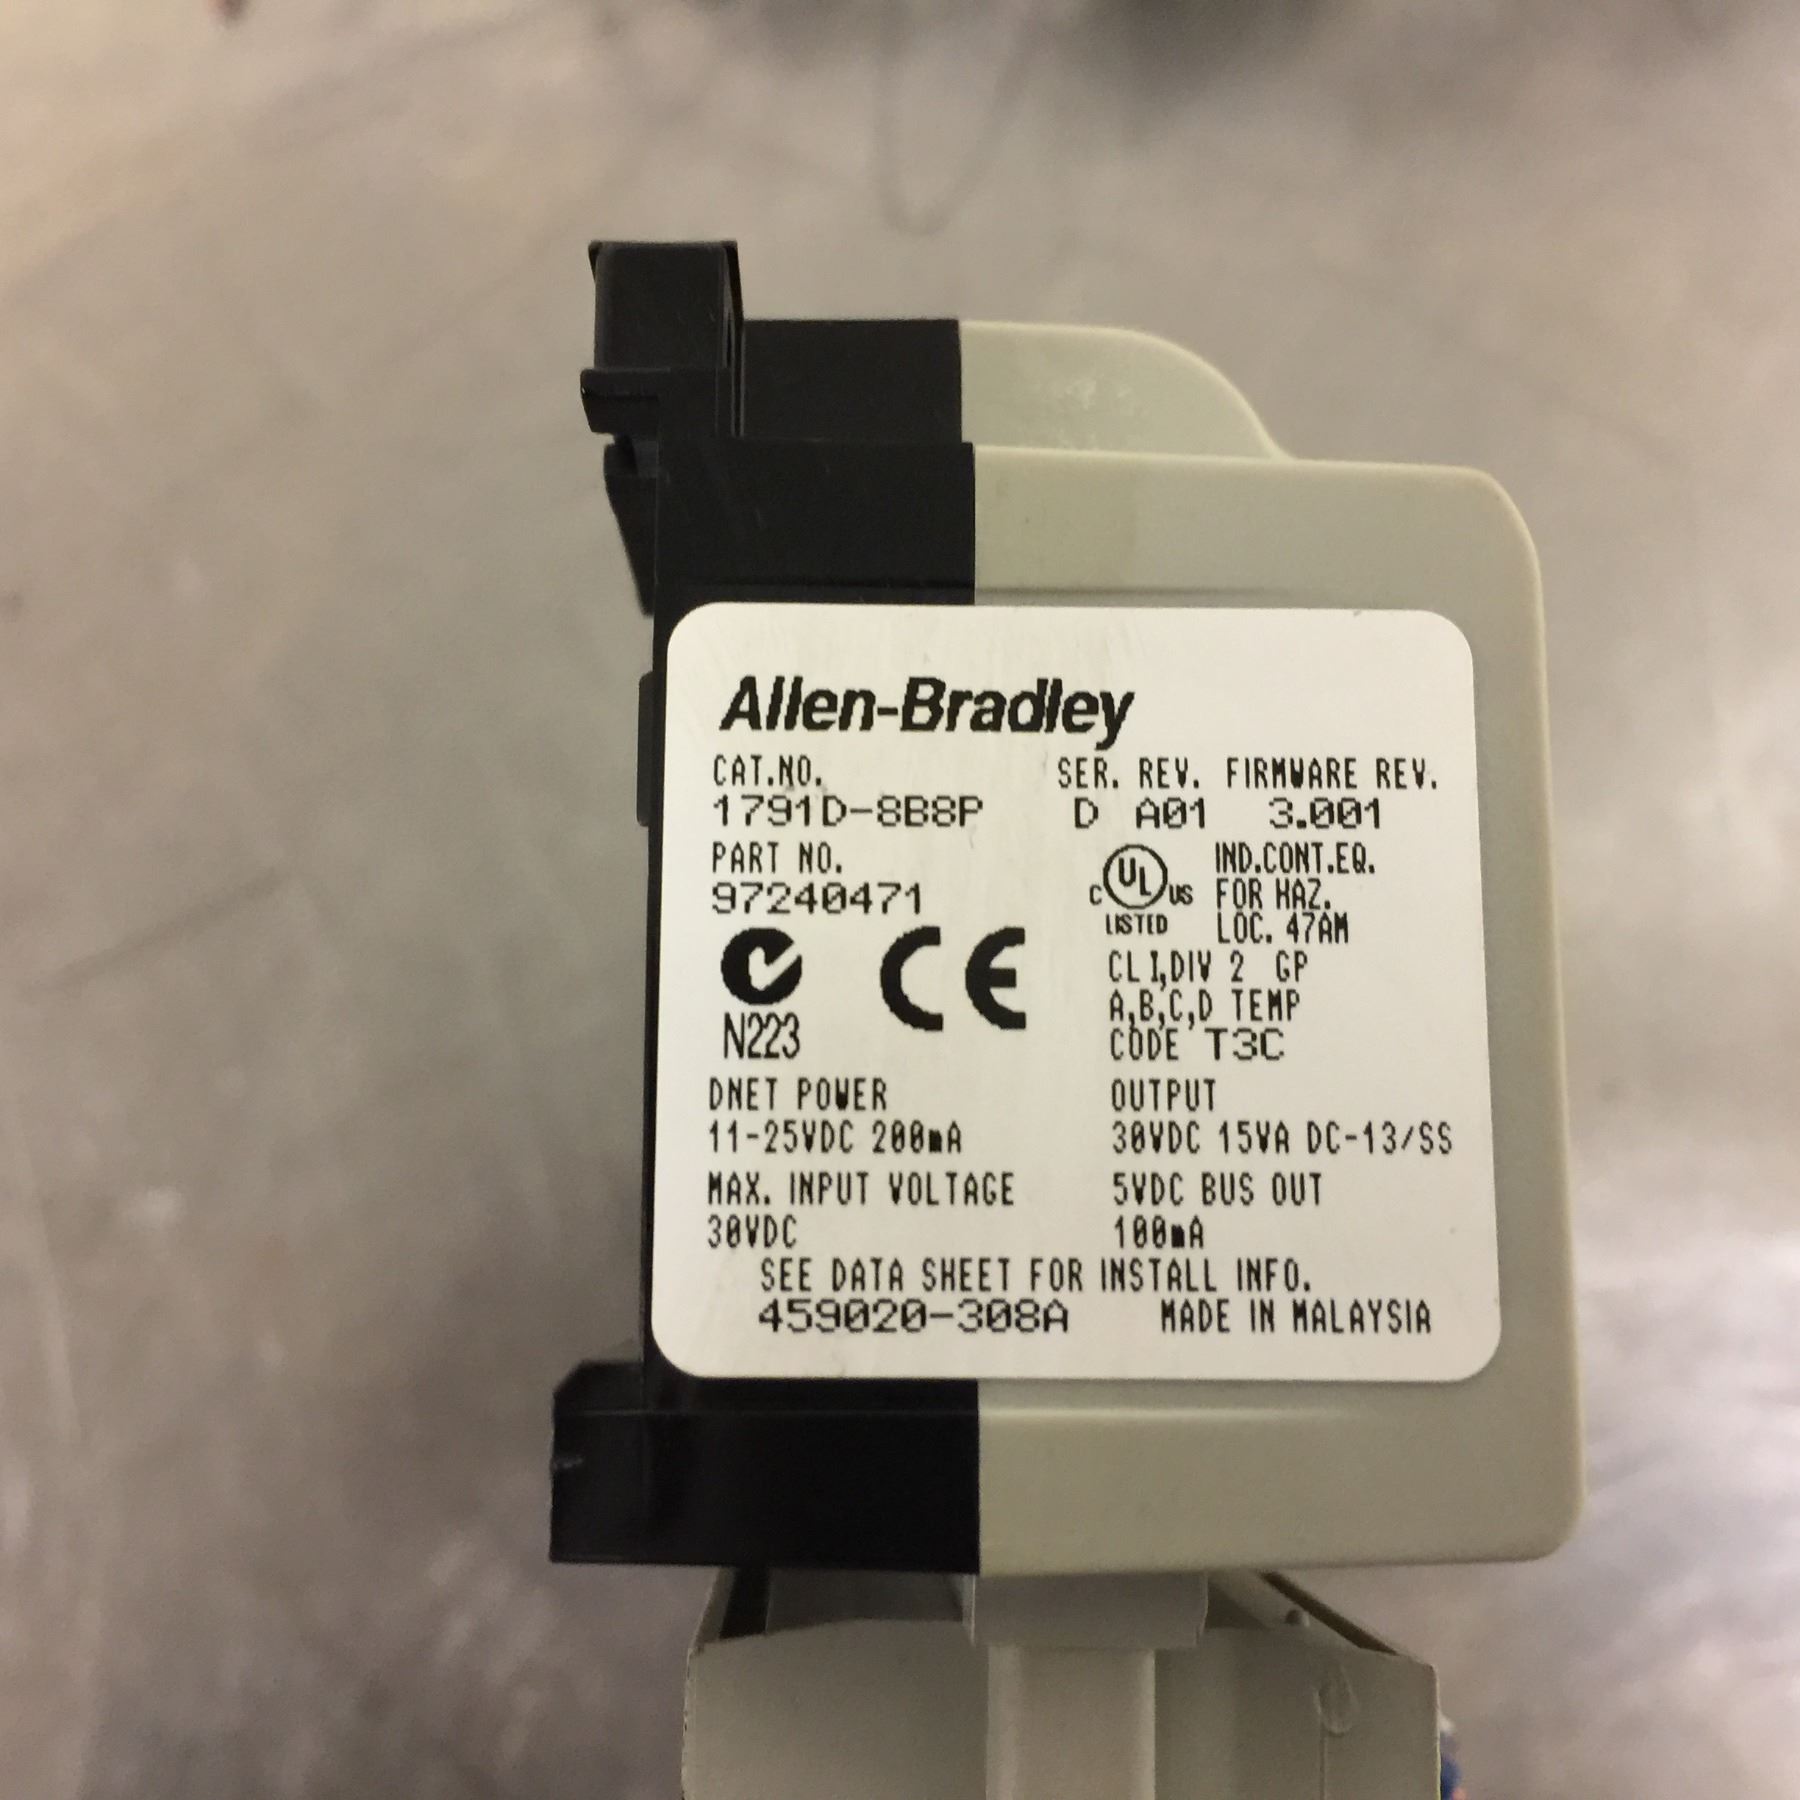 Allen-Bradley
CAT.NO. SER. REV. FIRMWARE REV.
1791D-8B8P D A01 3.001
PART NO.
97240471
C UL US
LISTED
IND.CONT.EQ.
FOR HAZ.
LOC. 47AM
CL I,DIV 2 GP
A,B,C,D TEMP
CODE T3C
N223
CE
DNET POWER
11-25VDC 200mA
OUTPUT
30VDC 15VA DC-13/SS
MAX. INPUT VOLTAGE
30VDC
5VDC BUS OUT
100mA
SEE DATA SHEET FOR INSTALL INFO.
459020-308A MADE IN MALAYSIA